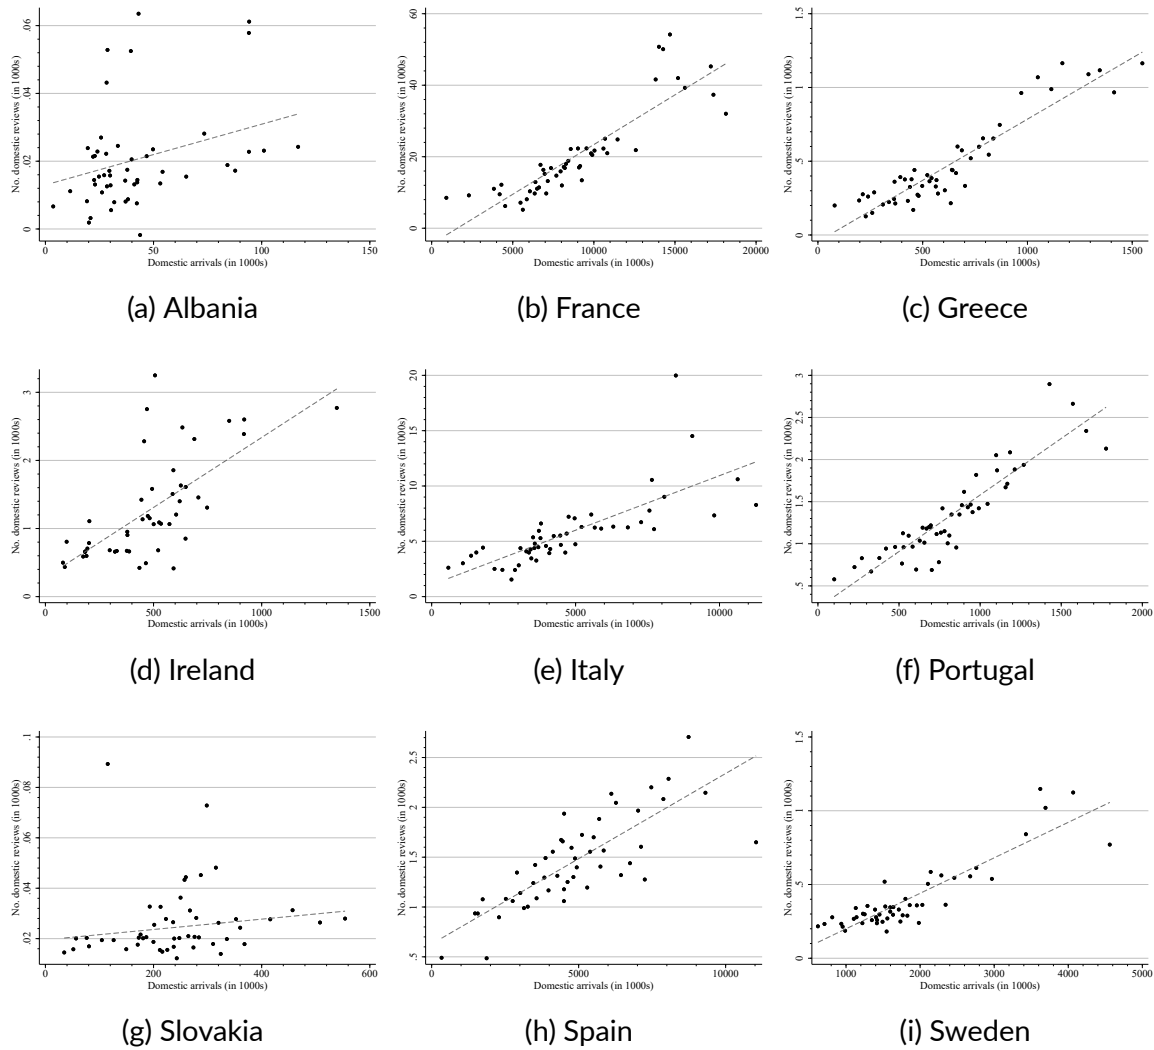 No. domestic reviews (in 1000s)
0 .02 .04 .06
0 50 100 150
Domestic arrivals (in 1000s)
(a) Albania
No. domestic reviews (in 1000s)
0 20 40 60
0 5000 10000 15000 20000
Domestic arrivals (in 1000s)
(b) France
No. domestic reviews (in 1000s)
0 .5 1 1.5
0 500 1000 1500
Domestic arrivals (in 1000s)
(c) Greece
No. domestic reviews (in 1000s)
0 1 2 3
0 500 1000 1500
Domestic arrivals (in 1000s)
(d) Ireland
No. domestic reviews (in 1000s)
0 5 10 15 20
0 5000 10000
Domestic arrivals (in 1000s)
(e) Italy
No. domestic reviews (in 1000s)
.5 1 1.5 2 2.5 3
0 500 1000 1500 2000
Domestic arrivals (in 1000s)
(f) Portugal
No. domestic reviews (in 1000s)
.02 .04 .06 .08 .1
0 200 400 600
Domestic arrivals (in 1000s)
(g) Slovakia
No. domestic reviews (in 1000s)
.5 1 1.5 2 2.5
0 5000 10000
Domestic arrivals (in 1000s)
(h) Spain
No. domestic reviews (in 1000s)
0 .5 1 1.5
1000 2000 3000 4000 5000
Domestic arrivals (in 1000s)
(i) Sweden